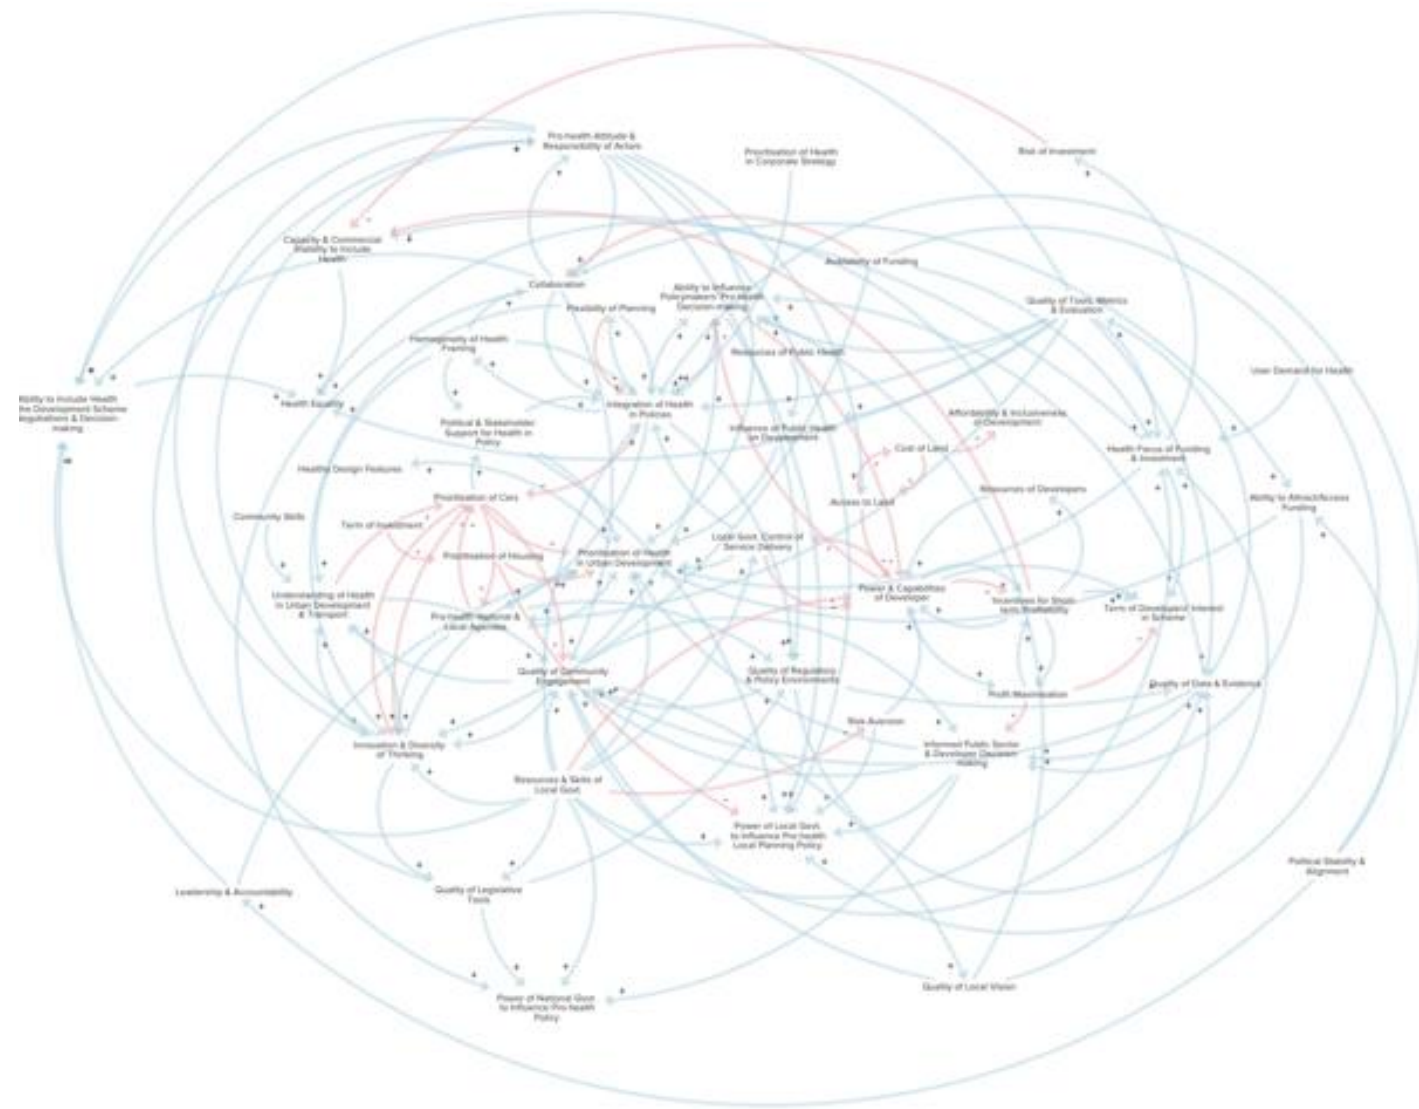 Pro-health Attitude &
Responsibility of Actors
Prioritisation of Health
in Corporate Strategy
Risk of Investment
Capacity & Commercial
Viability to Include
Health
Availability of Funding
Collaboration
Ability to Influence
Policymakers' Pro-health
Decision-making
Flexibility of Planning
Quality of Tools, Metrics
& Evaluation
Homogeneity of Health
Framing
Resources of Public Health
User Demand for Health
to Include Health
Development Scheme
& Decision-
making
Health Equality
Integration of Health
in Policies
Affordability & Inclusiveness
of Development
Political & Stakeholder
Support for Health in
Policy
Influence of Public Health
on Development
Cost of Land
Health Focus of Funding
& Investment
Healthy Design Features
Prioritisation of Cars
Access to Land
Resources of Developers
Ability to Attract/Access
Funding
Community Skills
Term of Investment
Prioritisation of Housing
Prioritisation of Health
in Urban Development
Local Govt. Control of
Service Delivery
Understanding of Health
in Urban Development
& Transport
Pro-health National &
Local Agendas
Power & Capabilities
of Developer
Incentives for Short-
term Profitability
Term of Developers' Interest
in Scheme
Quality of Community
Engagement
Quality of Regulatory
& Policy Environments
Profit Maximisation
Quality of Data & Evidence
Risk Aversion
Innovation & Diversity
of Thinking
Informed Public Sector
& Developer Decision-
making
Resources & Skills of
Local Govt.
Power of Local Govt.
to Influence Pro-health
Local Planning Policy
Political Stability &
Alignment
Leadership & Accountability
Quality of Legislative
Tools
Quality of Local Vision
Power of National Govt.
to Influence Pro-health
Policy